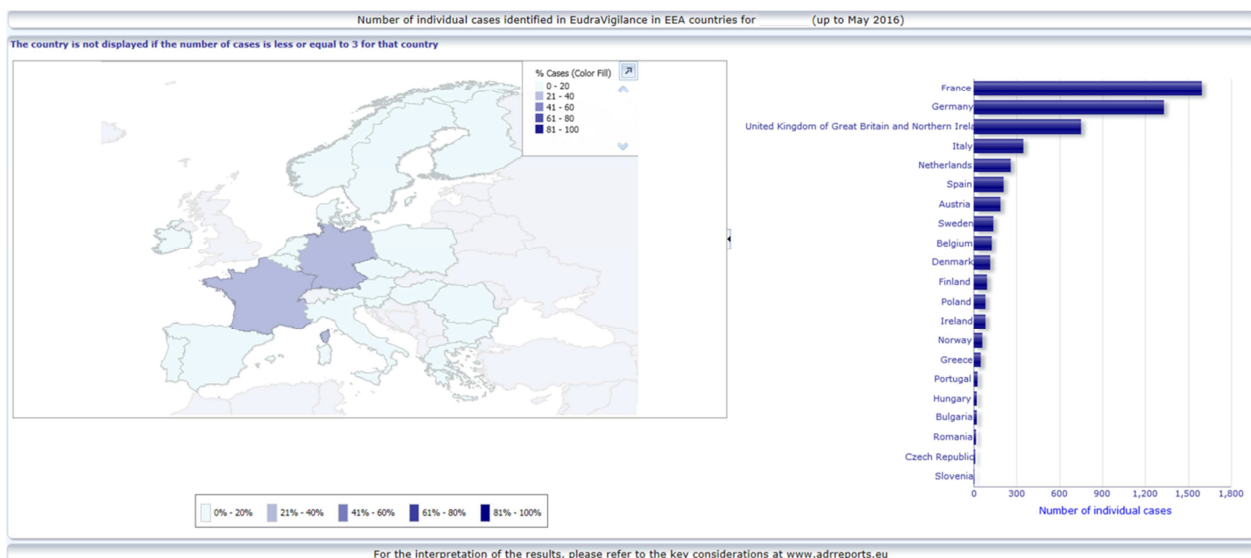 Number of individual cases identified in EudraVigilance in EEA countries for (up to May 2016)
The country is not displayed if the number of cases is less or equal to 3 for that country
% Cases (Color Fill)
0 - 20
21 - 40
41 - 60
61 - 80
81 - 100
0% - 20% 21% - 40% 41% - 60% 61% - 80% 81% - 100%
France
Germany
United Kingdom of Great Britain and Northern Irela
Italy
Netherlands
Spain
Austria
Sweden
Belgium
Denmark
Finland
Poland
Ireland
Norway
Greece
Portugal
Hungary
Bulgaria
Romania
Czech Republic
Slovenia
0 300 600 900 1,200 1,500 1,800
Number of individual cases
For the interpretation of the results, please refer to the key considerations at www.adrreports.eu